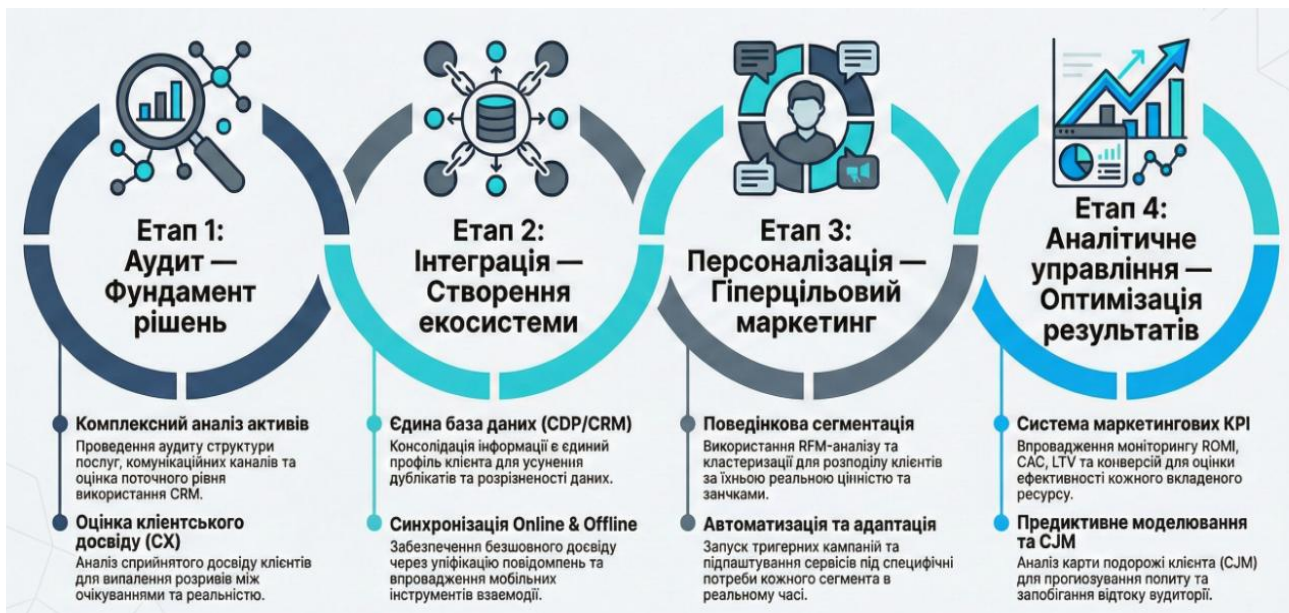 Етап 1:
Аудит —
Фундамент
рішень
Комплексний аналіз активів
Проведення аудиту структури
послуг, комунікаційних каналів та
оцінка поточного рівня
використання CRM.
Оцінка клієнтського
досвіду (CX)
Аналіз сприйнятого досвіду клієнтів
для випалення розривів між
очікуваннями та реальністю.
Етап 2:
Інтеграція —
Створення
екосистеми
Єдина база даних (CDP/CRM)
Консолідація інформації є єдиний
профіль клієнта для усунення
дублікатів та розрізненості даних.
Синхронізація Online & Offline
Забезпечення безшовного досвіду
через уніфікацію повідомпень та
впровадження мобільних
інструментів взаємодії.
Етап 3:
Персоналізація —
Гіперцільовий
маркетинг
Поведінкова сегментація
Використання RFM-аналізу та
кластеризації для розподілу клієнтів
за їхньою реальною цінністю та
занчками.
Автоматизація та адаптація
Запуск тригерних кампаній та
підпаштування сервісів під специфічні
потреби кожного сегмента в
реальному часі.
Етап 4:
Аналітичне
управління —
Оптимізація
результатів
Система маркетингових KPI
Впровадження моніторингу ROMI,
CAC, LTV та конверсій для оцінки
ефективності кожного вкладеного
ресурсу.
Предиктивне моделювання
та CJM
Аналіз карти подорожі клієнта (CJM)
для прогиозування попиту та
запобігання відтоку аудиторії.